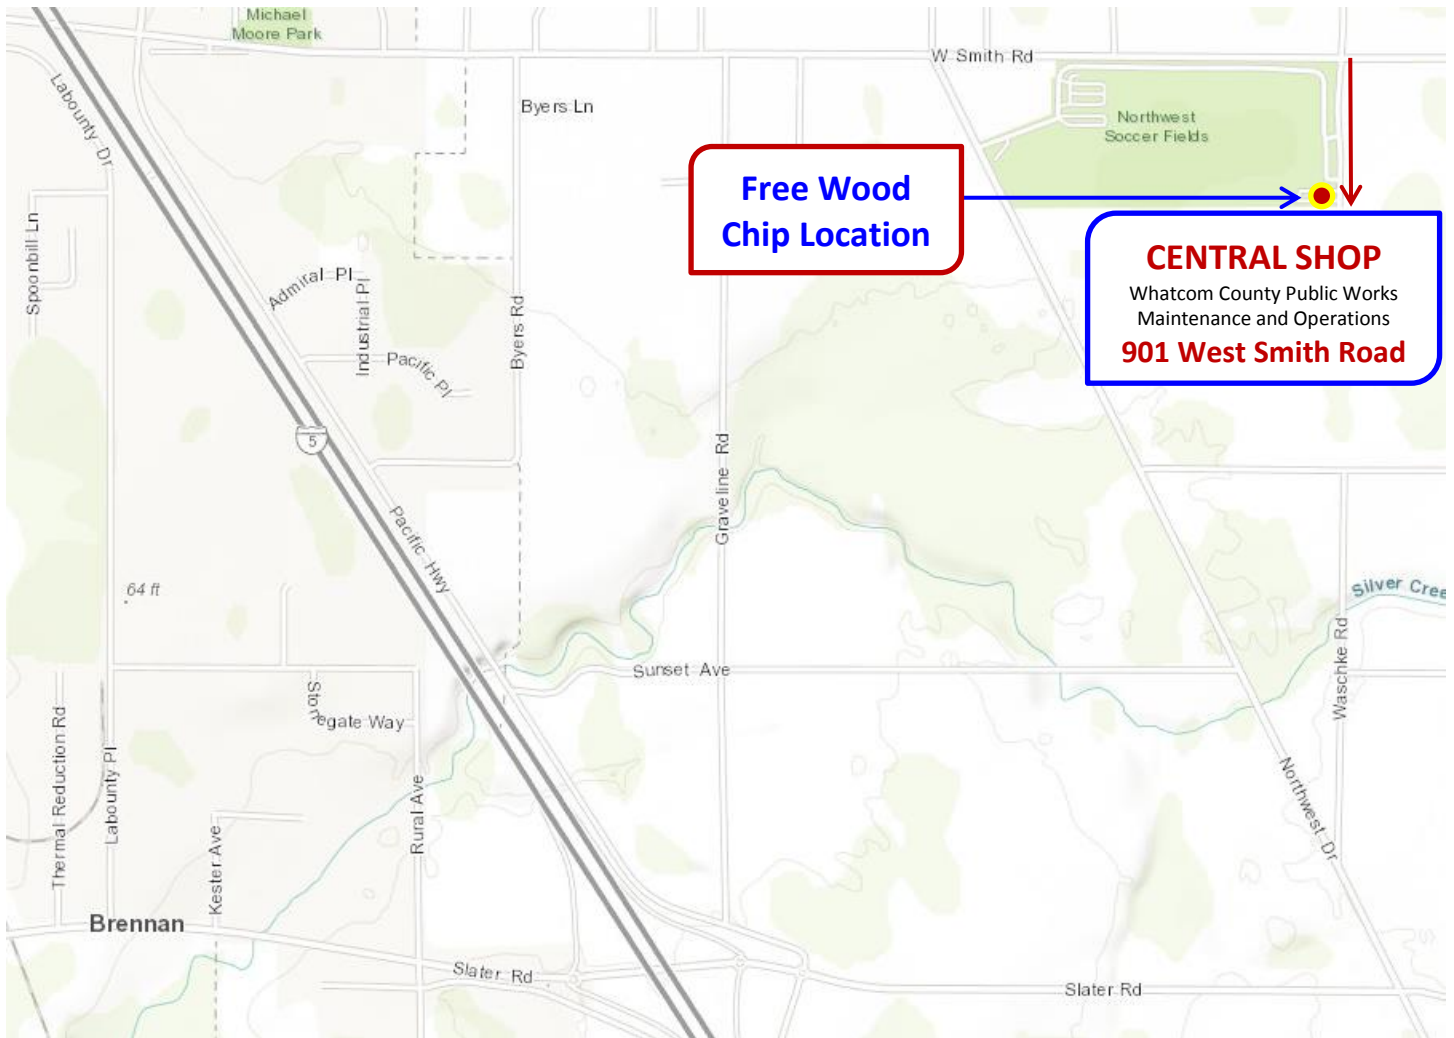 Michael
Moore Park
W Smith Rd
Labounty Dr
Byers Ln
Northwest
Soccer Fields
Free Wood
Chip Location
Spoonbill Ln
CENTRAL SHOP
Whatcom County Public Works
Maintenance and Operations
901 West Smith Road
Admiral Pl
Industrial Pl
Byers Rd
Pacific Pl
5
Graveline Rd
Pacific Hwy
64 ft
Silver Cree
Waschke Rd
Sunset Ave
Stonegate Way
Thermal Reduction Rd
Labounty Pl
Rural Ave
Northwest Dr
Kester Ave
Brennan
Slater Rd
Slater Rd